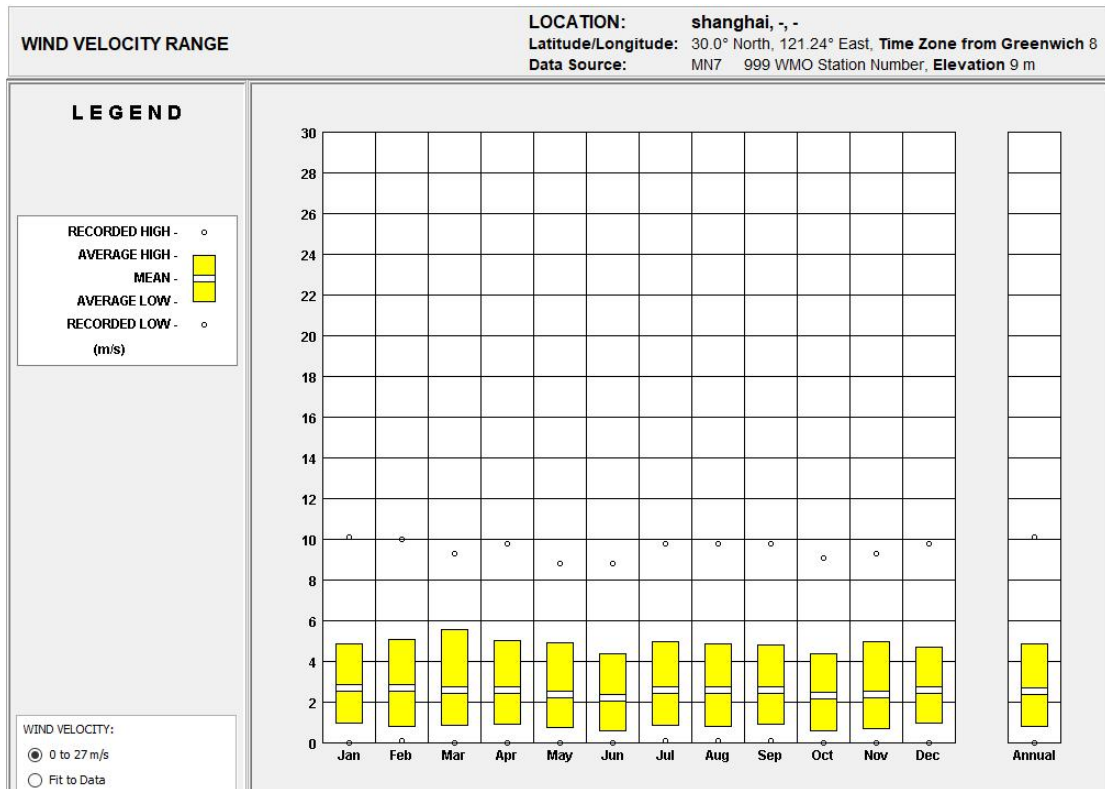 WIND VELOCITY RANGE
LOCATION: shanghai, -, -
Latitude/Longitude: 30.0° North, 121.24° East, Time Zone from Greenwich 8
Data Source: MN7 999 WMO Station Number, Elevation 9 m
LEGEND
RECORDED HIGH -
AVERAGE HIGH -
MEAN -
AVERAGE LOW -
RECORDED LOW -
(m/s)
WIND VELOCITY:
0 to 27 m/s
Fit to Data
30
28
26
24
22
20
18
16
14
12
10
8
6
4
2
0
Jan Feb Mar Apr May Jun Jul Aug Sep Oct Nov Dec Annual